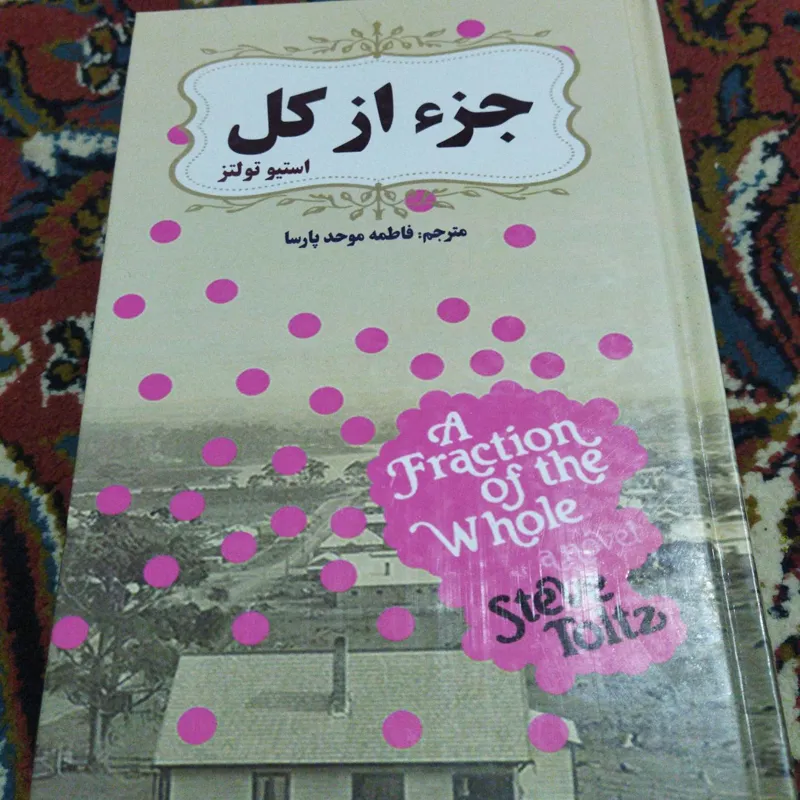 جزء از کل
استیو تولتز
مترجم: فاطمه موحد پارسا
A
Fraction
of the
Whole
a novel
Steve
Toltz